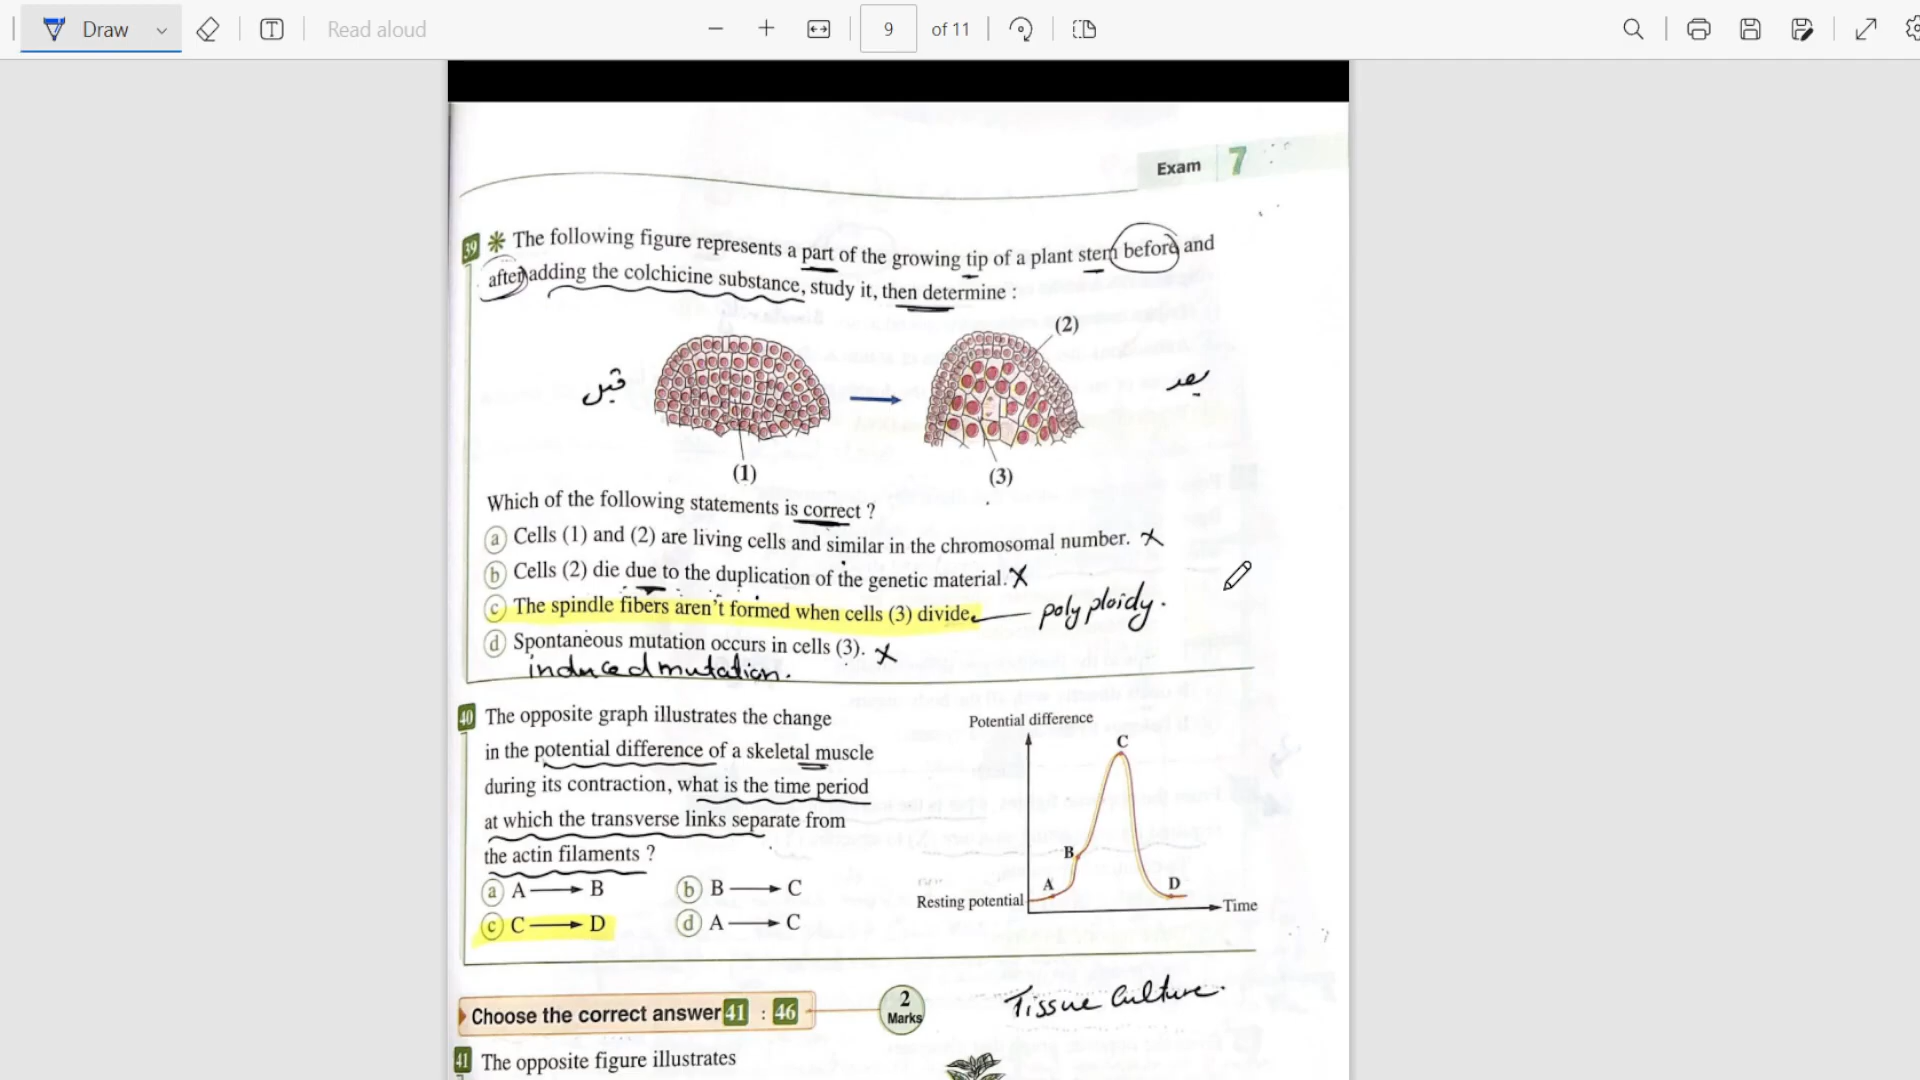 Draw
Read aloud
9 of 11
Exam 7
39 * The following figure represents a part of the growing tip of a plant stem before and
after adding the colchicine substance, study it, then determine :
(2)
قبل
بعد
(1)
(3)
Which of the following statements is correct ?
a Cells (1) and (2) are living cells and similar in the chromosomal number. X
b Cells (2) die due to the duplication of the genetic material. X
c The spindle fibers aren't formed when cells (3) divide. polyploidy.
d Spontaneous mutation occurs in cells (3). X
induced mutation.
40 The opposite graph illustrates the change
in the potential difference of a skeletal muscle
during its contraction, what is the time period
at which the transverse links separate from
the actin filaments ?
a A → B
b B → C
c C → D
d A → C
Potential difference
C
B
A
D
Resting potential
Time
Choose the correct answer 41 : 46
2 Marks
Tissue Culture.
41 The opposite figure illustrates